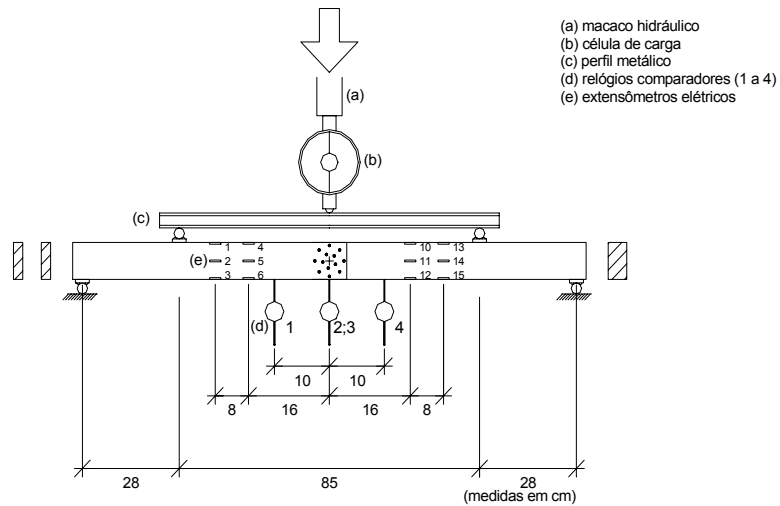 (a) macaco hidráulico
(b) célula de carga
(c) perfil metálico
(d) relógios comparadores (1 a 4)
(e) extensômetros elétricos
(a)
(b)
(c)
1 4 10 13
(e) 2 5 11 14
3 6 12 15
(d) 1 2;3 4
10 10
8 16 16 8
28 85 28
(medidas em cm)